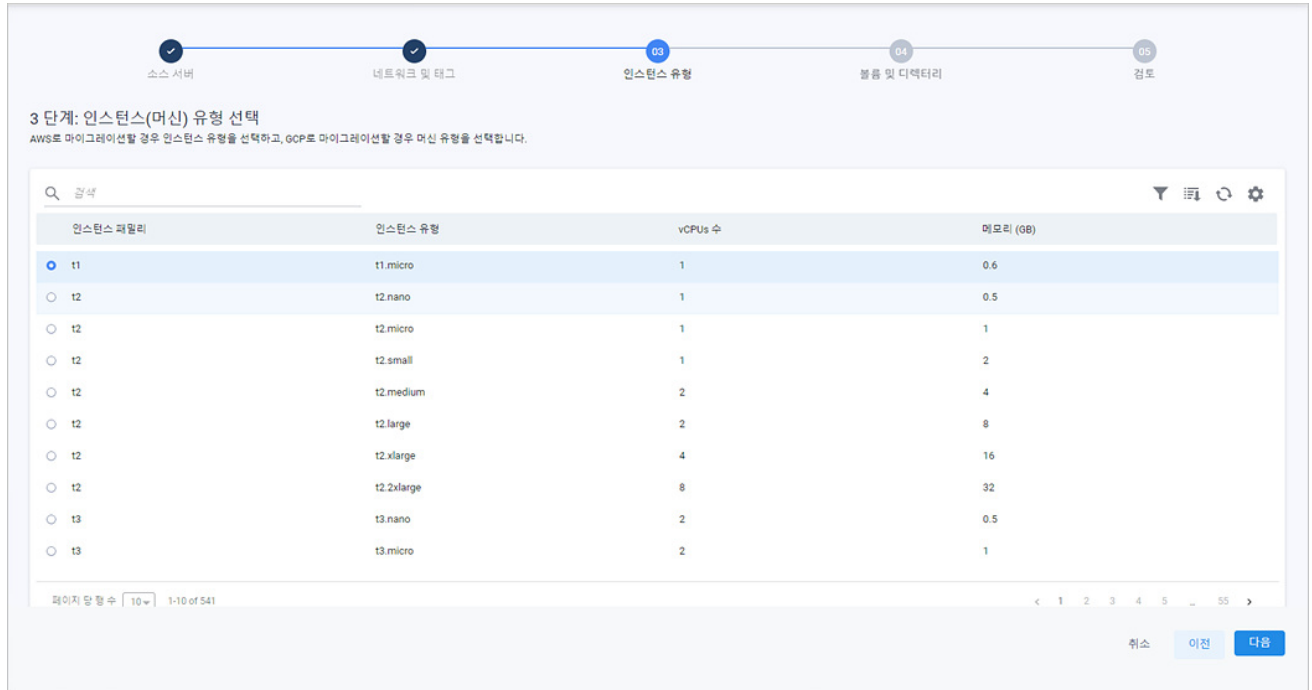 03 04 05
소스 서버 네트워크 및 태그 인스턴스 유형 볼륨 및 디렉터리 검토
3 단계: 인스턴스(머신) 유형 선택
AWS로 마이그레이션할 경우 인스턴스 유형을 선택하고, GCP로 마이그레이션할 경우 머신 유형을 선택합니다.
검색
인스턴스 패밀리 인스턴스 유형 vCPUs 수 메모리 (GB)
t1 t1.micro 1 0.6
t2 t2.nano 1 0.5
t2 t2.micro 1 1
t2 t2.small 1 2
t2 t2.medium 2 4
t2 t2.large 2 8
t2 t2.xlarge 4 16
t2 t2.2xlarge 8 32
t3 t3.nano 2 0.5
t3 t3.micro 2 1
페이지 당 행 수 10 1-10 of 541 < 1 2 3 4 5 ... 55 >
취소 이전 다음